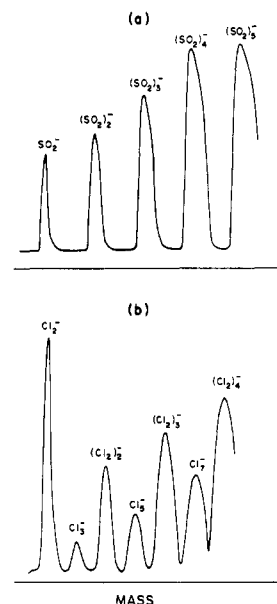 (a)
(SO₂)₅⁻
(SO₂)₄⁻
(SO₂)₃⁻
(SO₂)₂⁻
SO₂⁻
(b)
Cl₂⁻
(Cl₂)₄⁻
(Cl₂)₃⁻
(Cl₂)₂⁻
Cl₇⁻
Cl₅⁻
Cl₃⁻
MASS